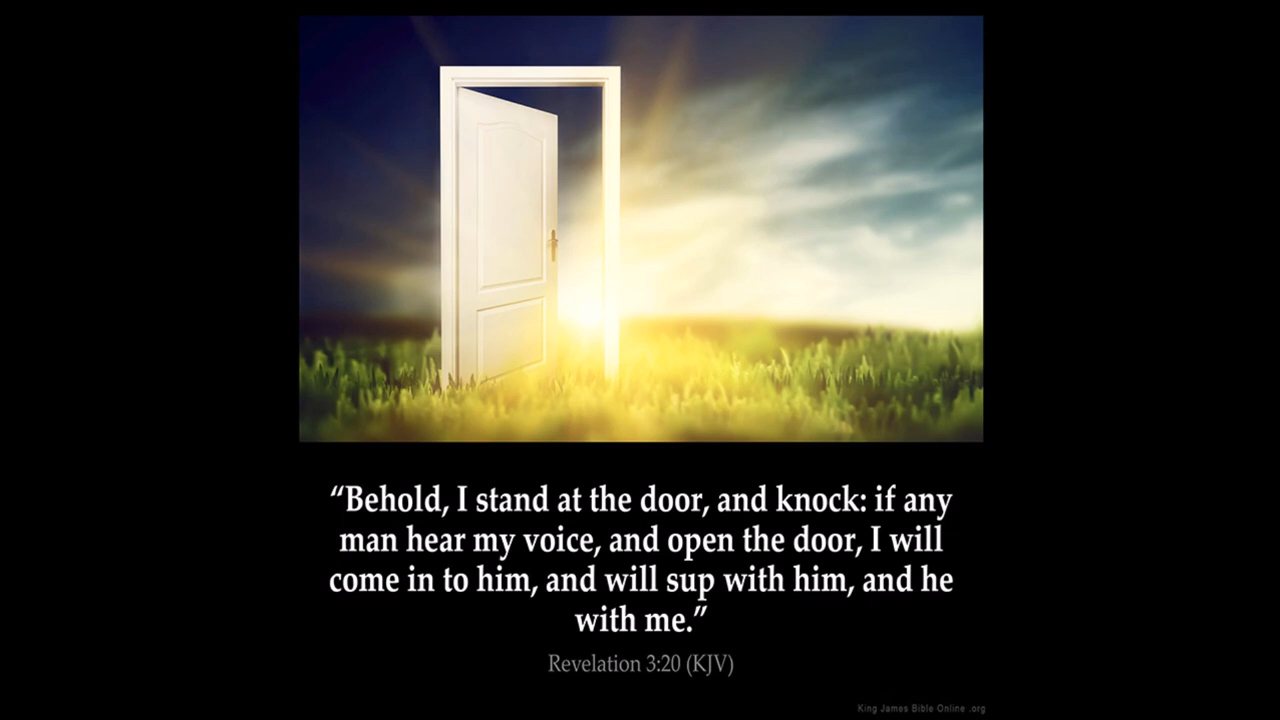 “Behold, I stand at the door, and knock: if any
man hear my voice, and open the door, I will
come in to him, and will sup with him, and he
with me.”
Revelation 3:20 (KJV)
King James Bible Online .org